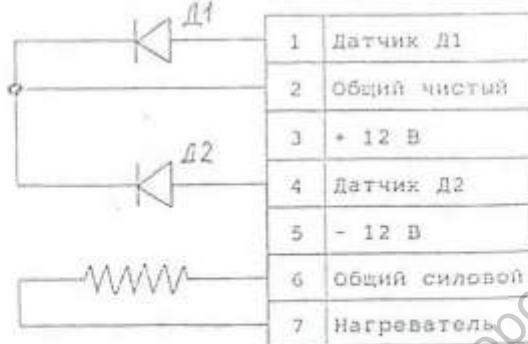 Д1
1 Датчик Д1
2 Общий чистый
3 + 12 В
Д2
4 Датчик Д2
5 - 12 В
6 Общий силовой
7 Нагреватель